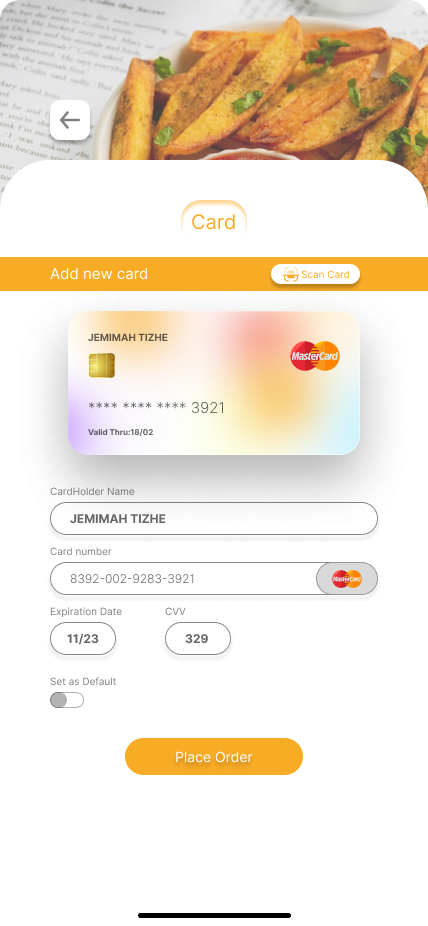 Card
Add new card
Scan Card
JEMIMAH TIZHE
MasterCard
**** **** **** 3921
Valid Thru:18/02
CardHolder Name
JEMIMAH TIZHE
Card number
8392-002-9283-3921
MasterCard
Expiration Date
CVV
11/23
329
Set as Default
Place Order